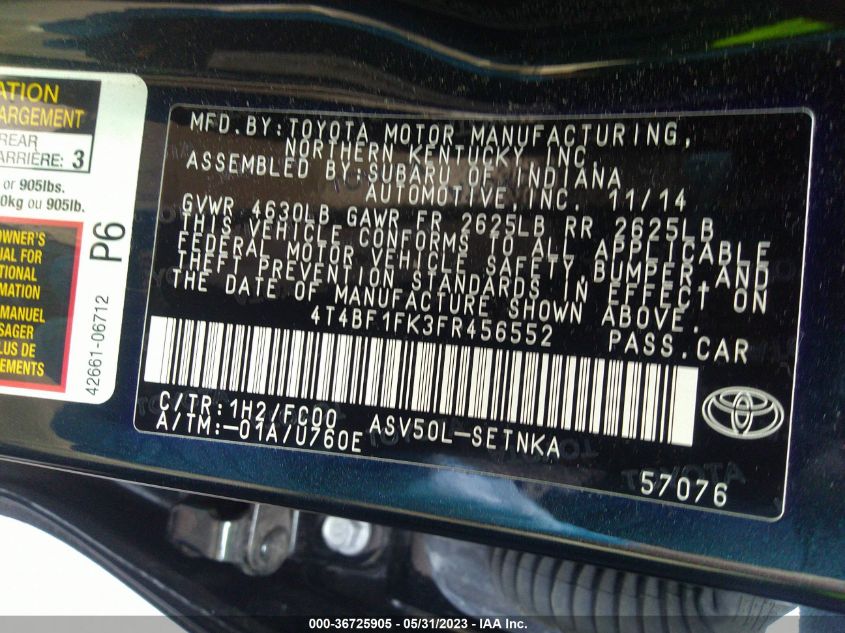 ATION
ARGEMENT
REAR
ARRIÈRE: 3
or 905lbs.
0kg ou 905lb.
OWNER'S
UAL FOR
TIONAL
RMATION
MANUEL
SAGER
LUS DE
EMENTS
P6
42661-06712
MFD.BY:TOYOTA MOTOR MANUFACTURING,
NORTHERN KENTUCKY, INC.
ASSEMBLED BY:SUBARU OF INDIANA
AUTOMOTIVE,INC. 11/14
GVWR 4630LB GAWR FR 2625LB RR 2625LB
THIS VEHICLE CONFORMS TO ALL APPLICABLE
FEDERAL MOTOR VEHICLE SAFETY,BUMPER,AND
THEFT PREVENTION STANDARDS IN EFFECT ON
THE DATE OF MANUFACTURE SHOWN ABOVE.
4T4BF1FK3FR456552 PASS.CAR
C/TR:1H2/FC00 ASV50L-SETNKA
A/TM:-01A/U760E
57076
000-36725905 - 05/31/2023 - IAA Inc.